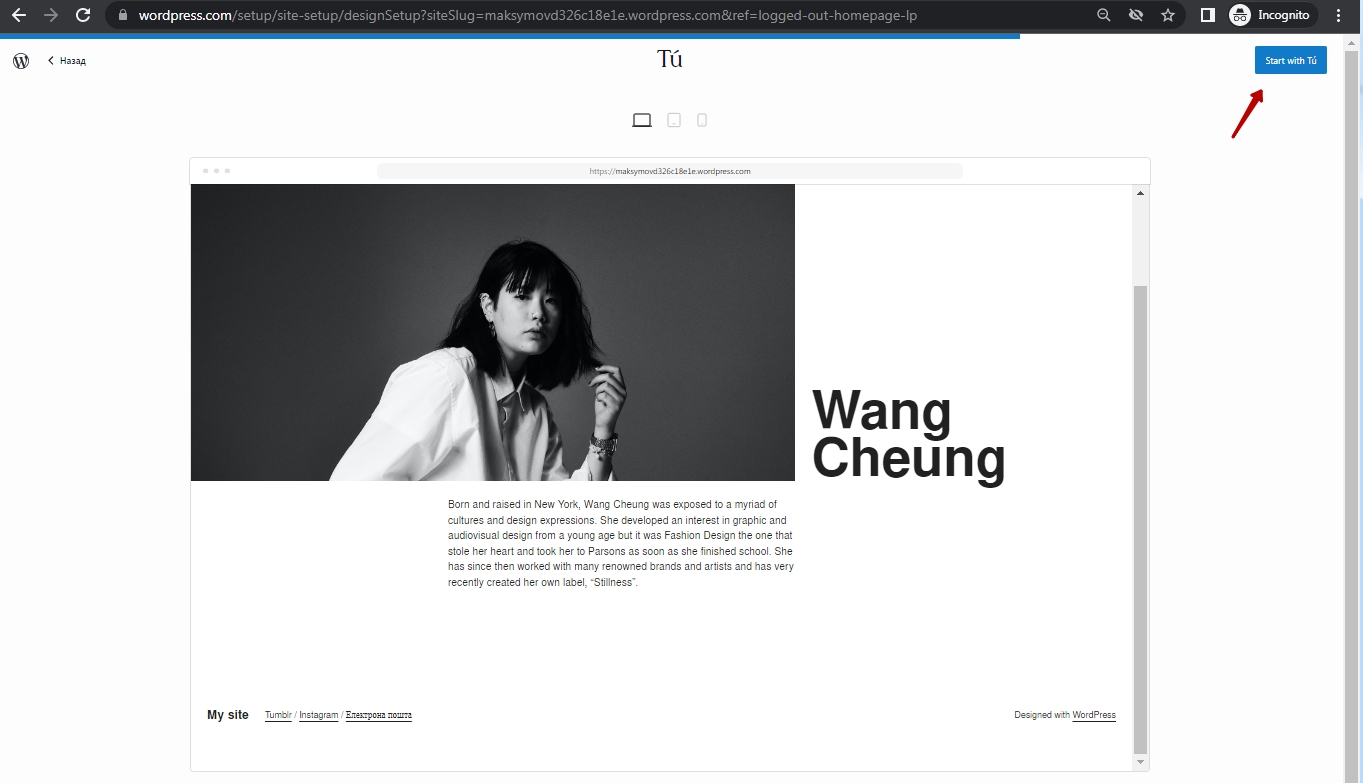 wordpress.com/setup/site-setup/designSetup?siteSlug=maksymovd326c18e1e.wordpress.com&ref=logged-out-homepage-lp
Incognito
Назад
Tú
Start with Tú
https://maksymovd326c18e1e.wordpress.com
Wang
Cheung
Born and raised in New York, Wang Cheung was exposed to a myriad of
cultures and design expressions. She developed an interest in graphic and
audiovisual design from a young age but it was Fashion Design the one that
stole her heart and took her to Parsons as soon as she finished school. She
has since then worked with many renowned brands and artists and has very
recently created her own label, “Stillness”.
My site Tumblr / Instagram / Електрона пошта Designed with WordPress